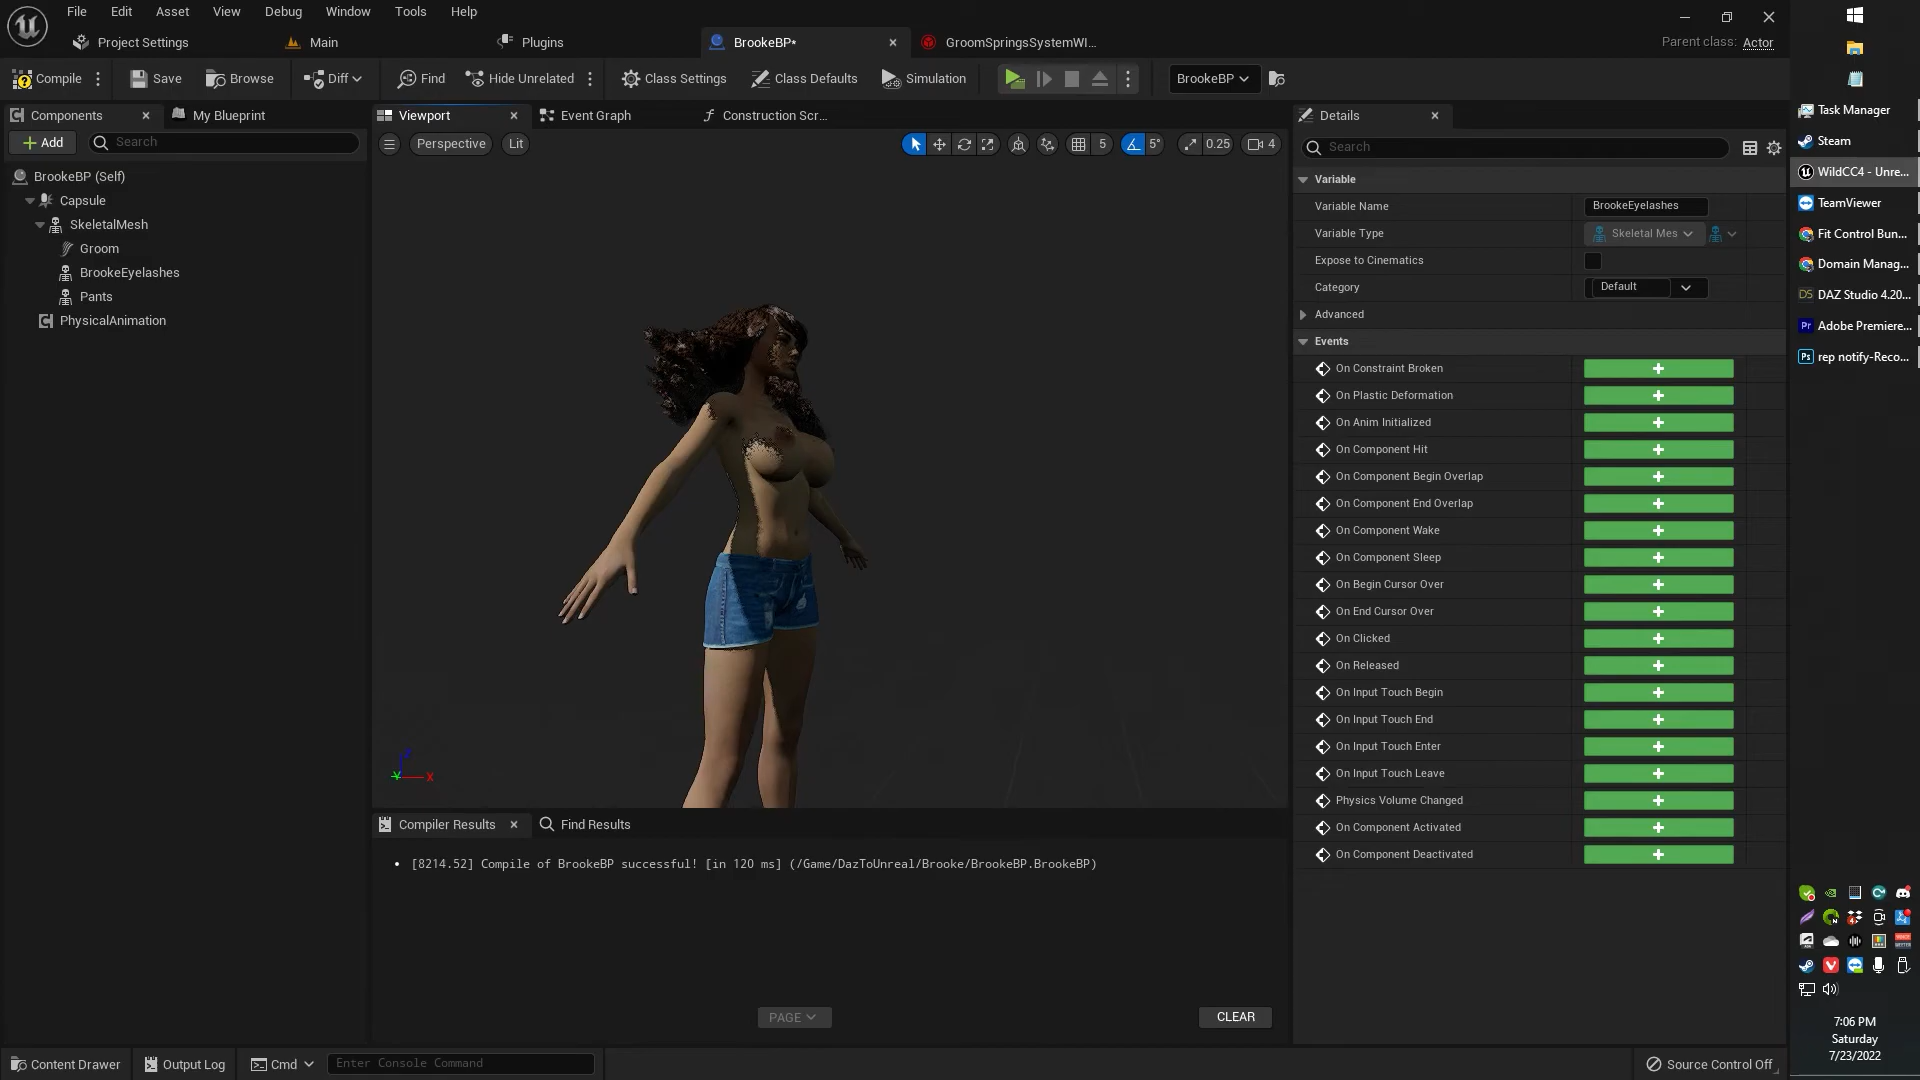 File Edit Asset View Debug Window Tools Help
Project Settings Main Plugins BrookeBP* GroomSpringsSystemWI... Parent class: Actor
Compile Save Browse Diff Find Hide Unrelated Class Settings Class Defaults Simulation BrookeBP
Components My Blueprint
Add Search
BrookeBP (Self)
Capsule
SkeletalMesh
Groom
BrookeEyelashes
Pants
PhysicalAnimation
Viewport Event Graph Construction Scr...
Perspective Lit 5 5° 0.25 4
Z
Y X
Compiler Results Find Results
• [8214.52] Compile of BrookeBP successful! [in 120 ms] (/Game/DazToUnreal/Brooke/BrookeBP.BrookeBP)
PAGE CLEAR
Details
Search
Variable
Variable Name BrookeEyelashes
Variable Type Skeletal Mes
Expose to Cinematics
Category Default
Advanced
Events
On Constraint Broken
On Plastic Deformation
On Anim Initialized
On Component Hit
On Component Begin Overlap
On Component End Overlap
On Component Wake
On Component Sleep
On Begin Cursor Over
On End Cursor Over
On Clicked
On Released
On Input Touch Begin
On Input Touch End
On Input Touch Enter
On Input Touch Leave
Physics Volume Changed
On Component Activated
On Component Deactivated
Content Drawer Output Log Cmd Enter Console Command Source Control Off
Task Manager
Steam
WildCC4 - Unre...
TeamViewer
Fit Control Bun...
Domain Manag...
DS DAZ Studio 4.20...
Pr Adobe Premiere...
Ps rep notify-Reco...
7:06 PM
Saturday
7/23/2022